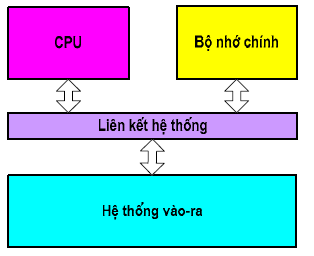 CPU
Bộ nhớ chính
Liên kết hệ thống
Hệ thống vào-ra